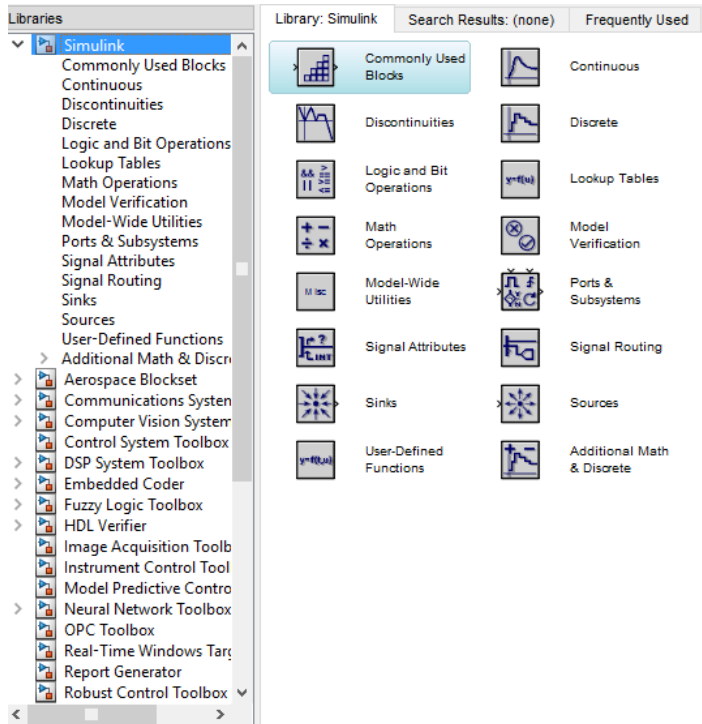 Libraries
Simulink
Commonly Used Blocks
Continuous
Discontinuities
Discrete
Logic and Bit Operations
Lookup Tables
Math Operations
Model Verification
Model-Wide Utilities
Ports & Subsystems
Signal Attributes
Signal Routing
Sinks
Sources
User-Defined Functions
Additional Math & Discr
Aerospace Blockset
Communications System
Computer Vision System
Control System Toolbox
DSP System Toolbox
Embedded Coder
Fuzzy Logic Toolbox
HDL Verifier
Image Acquisition Toolb
Instrument Control Tool
Model Predictive Contro
Neural Network Toolbox
OPC Toolbox
Real-Time Windows Targ
Report Generator
Robust Control Toolbox
Library: Simulink
Search Results: (none)
Frequently Used
Commonly Used
Blocks
Continuous
Discontinuities
Discrete
Logic and Bit
Operations
y=f(u)
Lookup Tables
+ −
÷ ×
Math
Operations
Model
Verification
Misc
Model-Wide
Utilities
Ports &
Subsystems
?
INT
Signal Attributes
Signal Routing
Sinks
Sources
y=f(t,u)
User-Defined
Functions
Additional Math
& Discrete